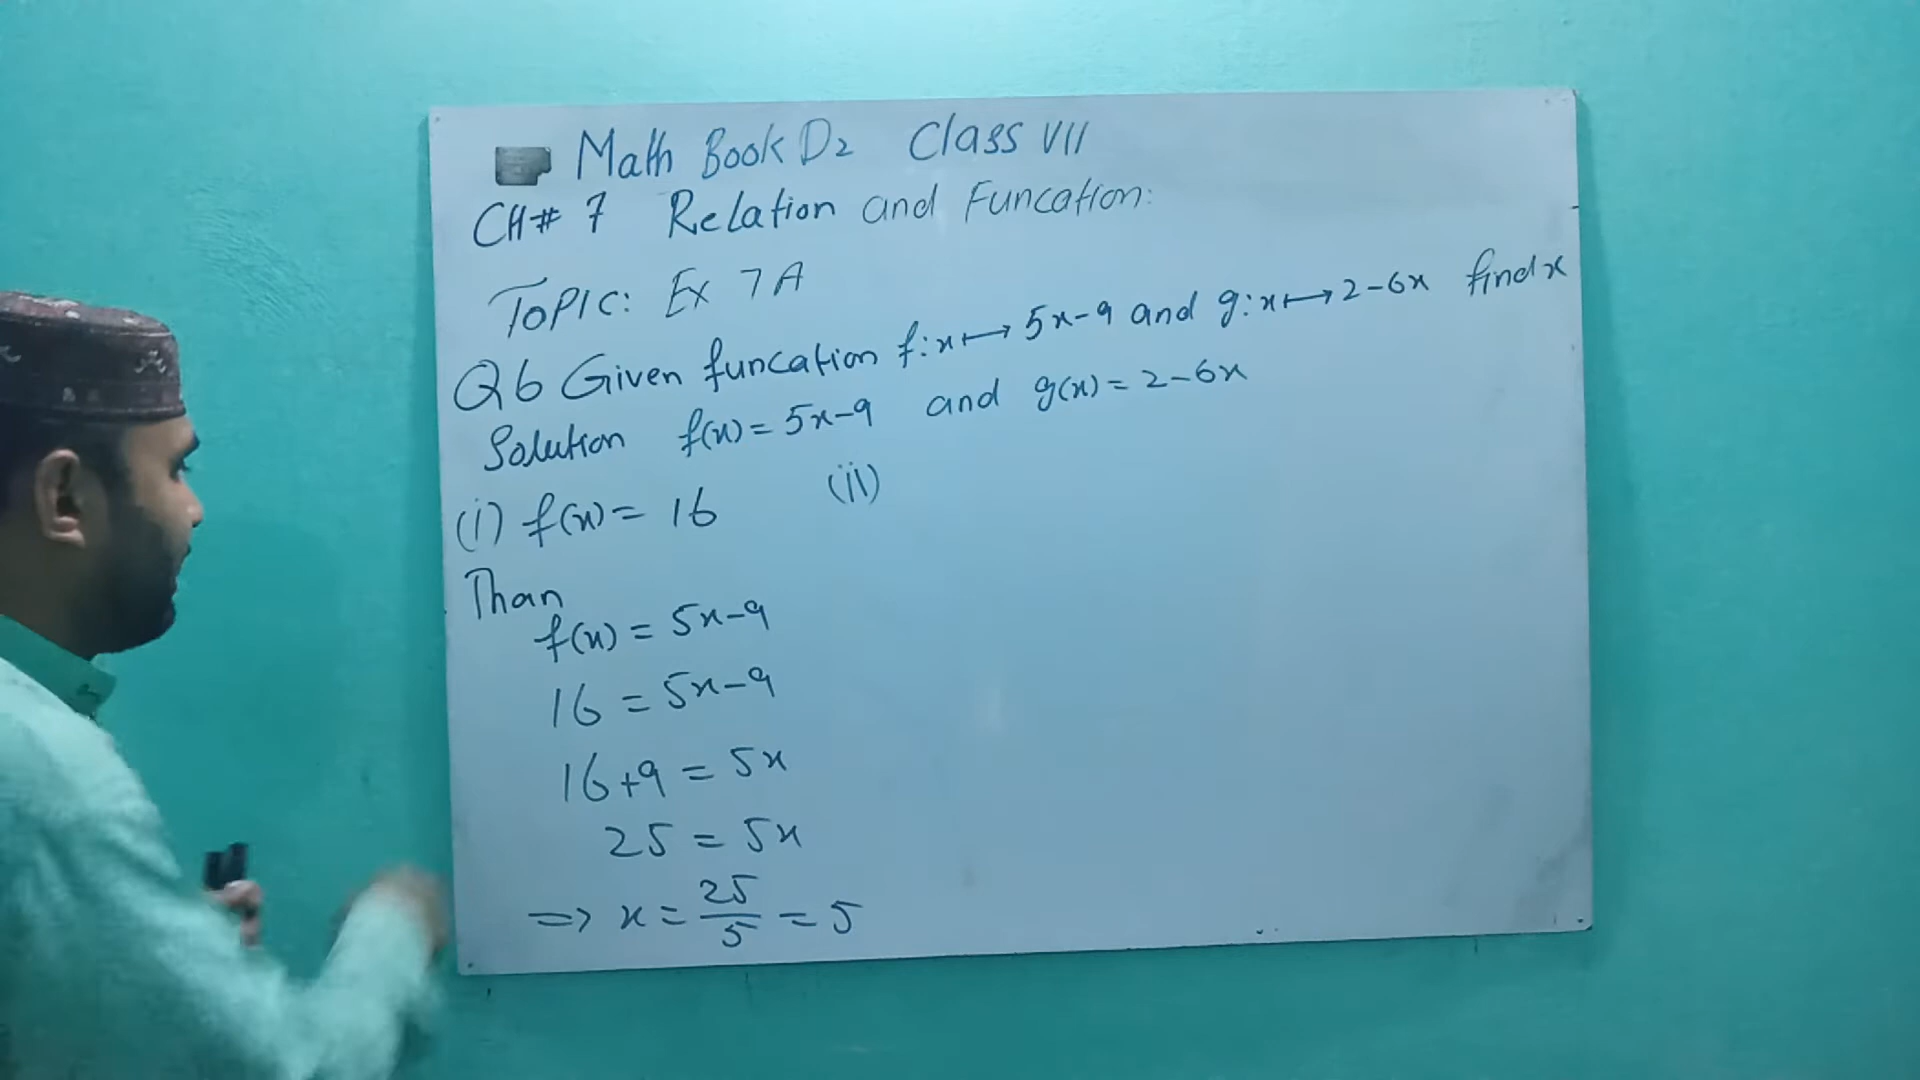 Math Book D2 Class VII
CH# 7 Relation and Funcation:
Topic: Ex 7A
Q6 Given funcation f:x↦5x-9 and g:x↦2-6x find x
Solution f(x)=5x-9 and g(x)=2-6x
(i) f(x)=16 (ii)
Than
f(x)=5x-9
16=5x-9
16+9=5x
25=5x
⇒ x=25/5=5